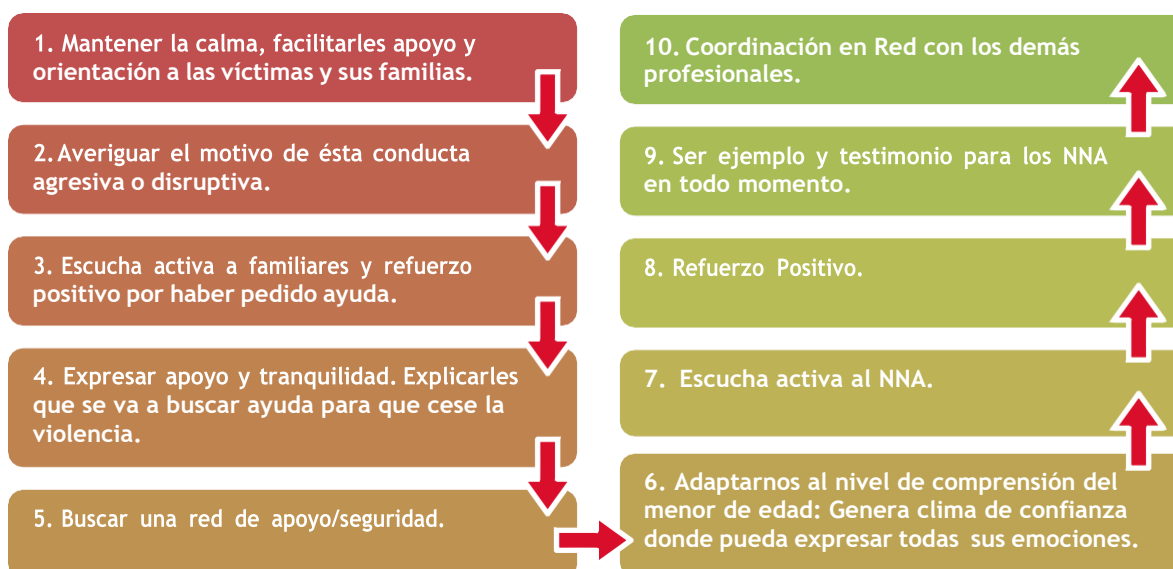 1. Mantener la calma, facilitarles apoyo y
orientación a las víctimas y sus familias.
2. Averiguar el motivo de ésta conducta
agresiva o disruptiva.
3. Escucha activa a familiares y refuerzo
positivo por haber pedido ayuda.
4. Expresar apoyo y tranquilidad. Explicarles
que se va a buscar ayuda para que cese la
violencia.
5. Buscar una red de apoyo/seguridad.
6. Adaptarnos al nivel de comprensión del
menor de edad: Genera clima de confianza
donde pueda expresar todas sus emociones.
7. Escucha activa al NNA.
8. Refuerzo Positivo.
9. Ser ejemplo y testimonio para los NNA
en todo momento.
10. Coordinación en Red con los demás
profesionales.